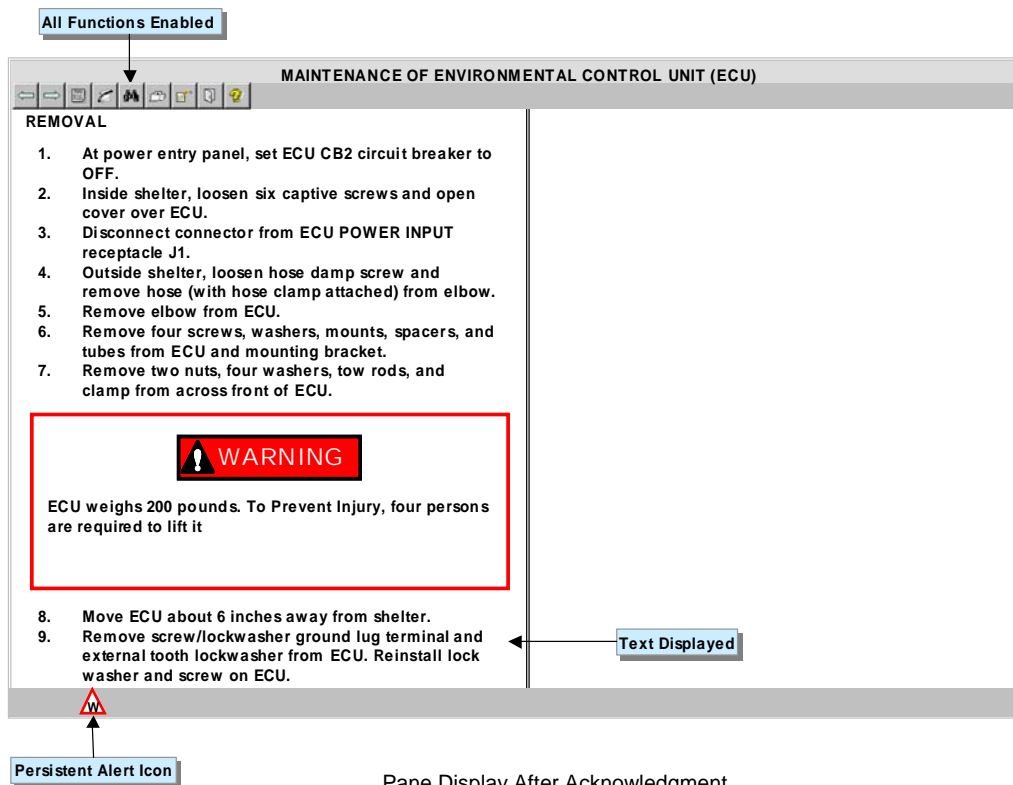 All Functions Enabled
MAINTENANCE OF ENVIRONMENTAL CONTROL UNIT (ECU)
REMOVAL
1. At power entry panel, set ECU CB2 circuit breaker to
OFF.
2. Inside shelter, loosen six captive screws and open
cover over ECU.
3. Disconnect connector from ECU POWER INPUT
receptacle J1.
4. Outside shelter, loosen hose damp screw and
remove hose (with hose clamp attached) from elbow.
5. Remove elbow from ECU.
6. Remove four screws, washers, mounts, spacers, and
tubes from ECU and mounting bracket.
7. Remove two nuts, four washers, tow rods, and
clamp from across front of ECU.
WARNING
ECU weighs 200 pounds. To Prevent Injury, four persons
are required to lift it
8. Move ECU about 6 inches away from shelter.
9. Remove screw/lockwasher ground lug terminal and
external tooth lockwasher from ECU. Reinstall lock
washer and screw on ECU.
Text Displayed
W
Persistent Alert Icon
Pane Display After Acknowledgment